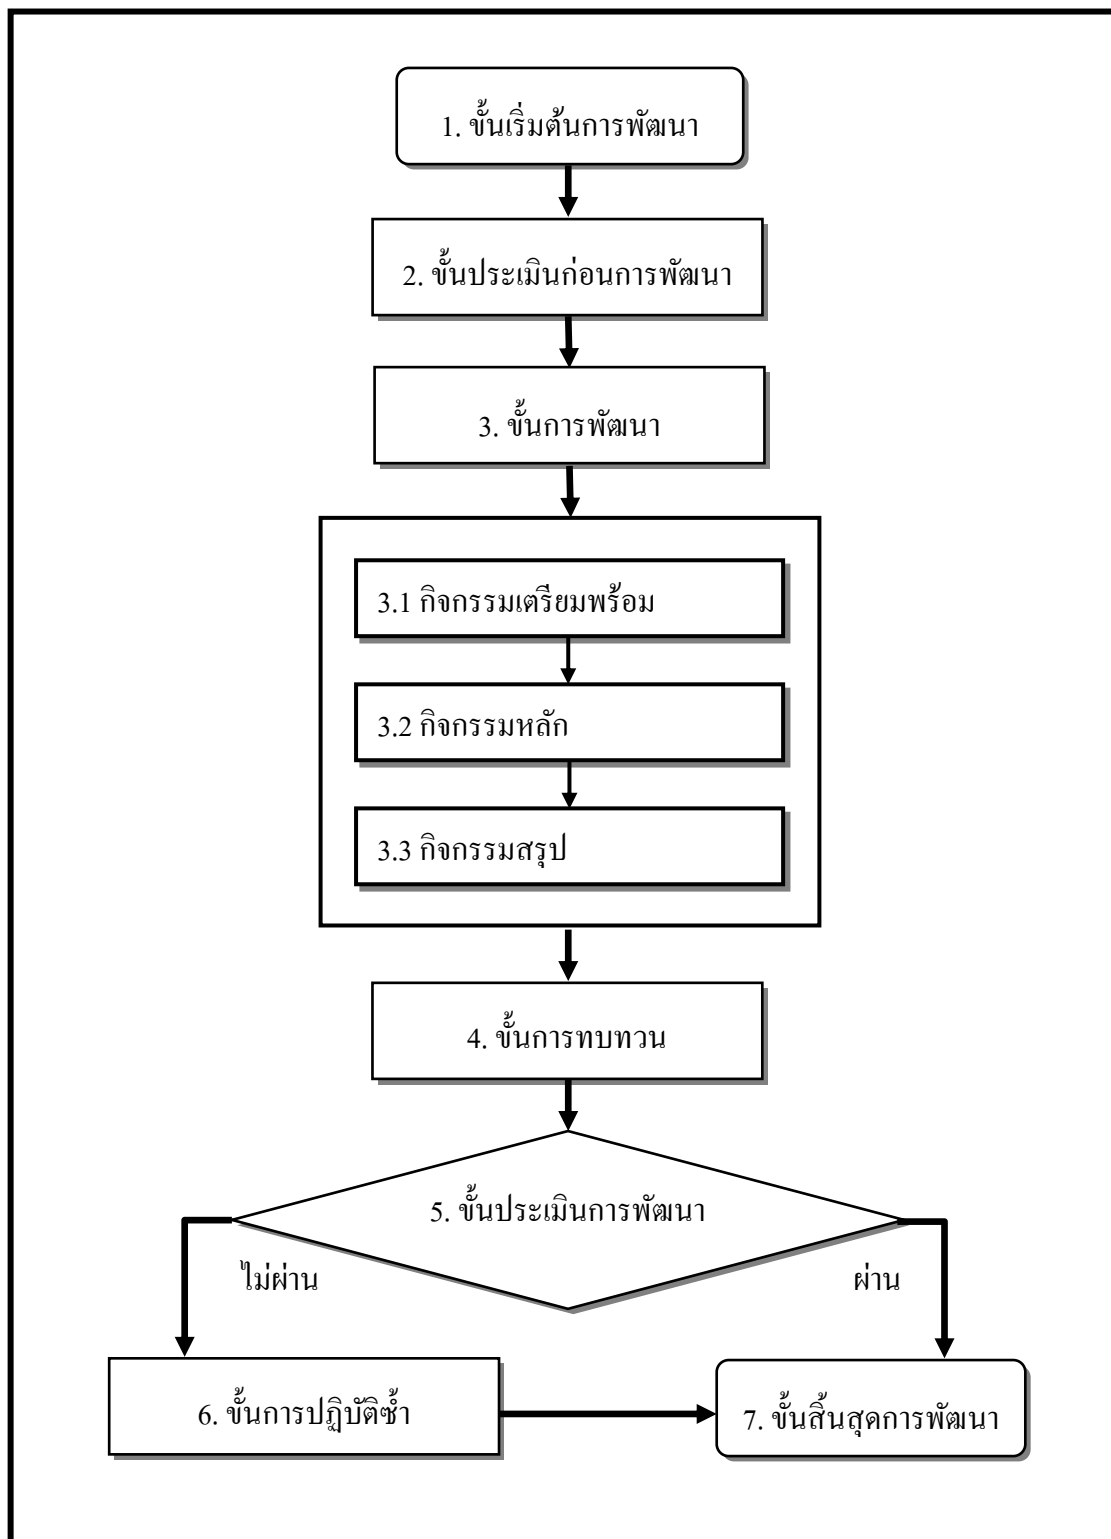 1. ขั้นเริ่มต้นการพัฒนา
2. ขั้นประเมินก่อนการพัฒนา
3. ขั้นการพัฒนา
3.1 กิจกรรมเตรียมพร้อม
3.2 กิจกรรมหลัก
3.3 กิจกรรมสรุป
4. ขั้นการทบทวน
5. ขั้นประเมินการพัฒนา
ไม่ผ่าน
ผ่าน
6. ขั้นการปฏิบัติซ้ำ
7. ขั้นสิ้นสุดการพัฒนา